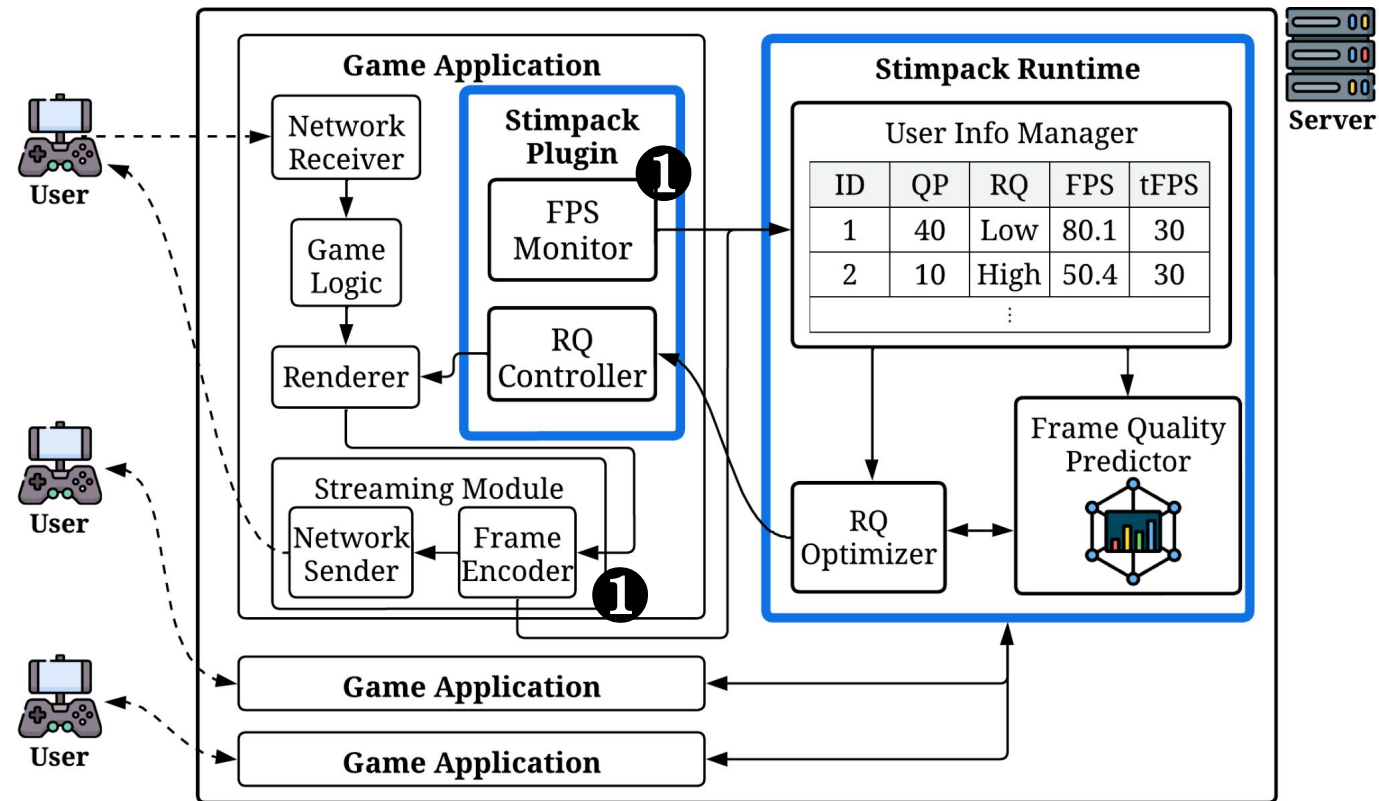 Game Application
Network
Receiver
Game
Logic
Renderer
Stimpack
Plugin
1
FPS
Monitor
RQ
Controller
Streaming Module
Network
Sender
Frame
Encoder
1
Stimpack Runtime
User Info Manager
ID QP RQ FPS tFPS
1 40 Low 80.1 30
2 10 High 50.4 30
⋮
RQ
Optimizer
Frame Quality
Predictor
Game Application
Game Application
User
User
User
Server